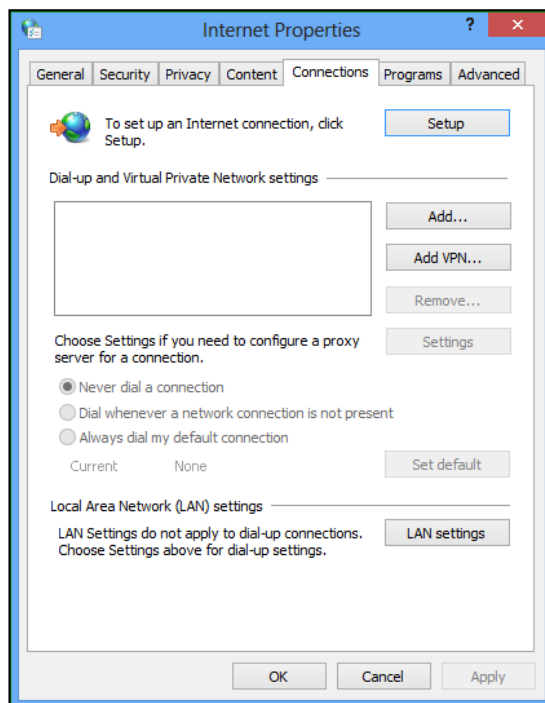 Internet Properties
?
General Security Privacy Content Connections Programs Advanced
To set up an Internet connection, click
Setup.
Setup
Dial-up and Virtual Private Network settings
Add...
Add VPN...
Remove...
Choose Settings if you need to configure a proxy
server for a connection.
Settings
Never dial a connection
Dial whenever a network connection is not present
Always dial my default connection
Current None
Set default
Local Area Network (LAN) settings
LAN Settings do not apply to dial-up connections.
Choose Settings above for dial-up settings.
LAN settings
OK Cancel Apply